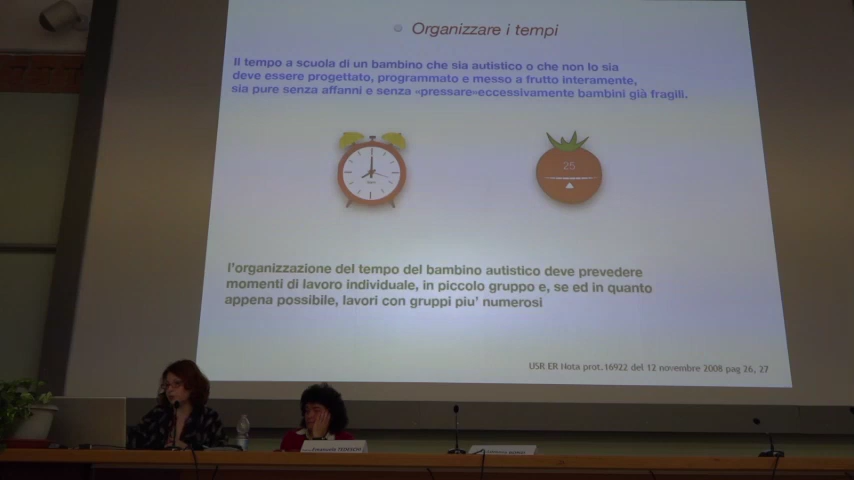 Organizzare i tempi
Il tempo a scuola di un bambino che sia autistico o che non lo sia
deve essere progettato, programmato e messo a frutto interamente,
sia pure senza affanni e senza «pressare»eccessivamente bambini già fragili.
25
l'organizzazione del tempo del bambino autistico deve prevedere
momenti di lavoro individuale, in piccolo gruppo e, se ed in quanto
appena possibile, lavori con gruppi piu' numerosi
USR ER Nota prot.16922 del 12 novembre 2008 pag 26, 27